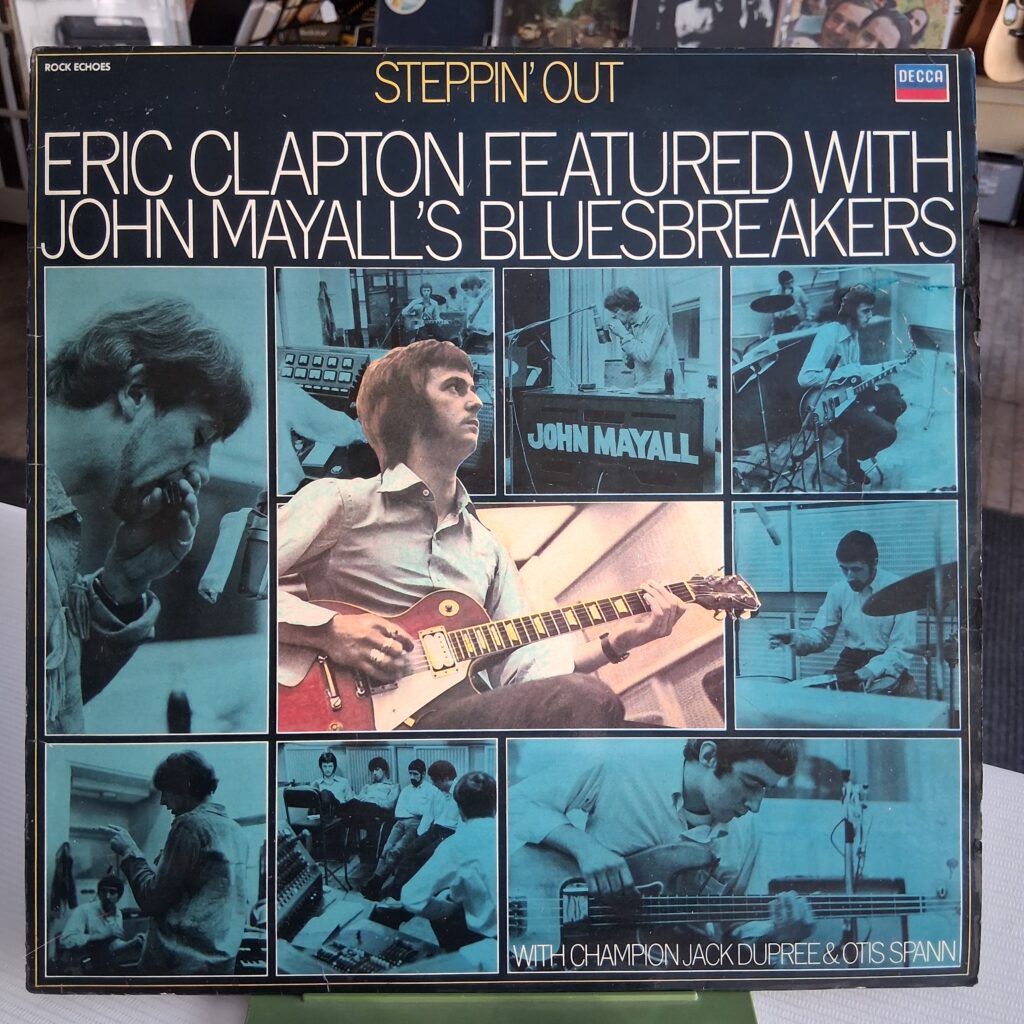 ROCK ECHOES
STEPPIN' OUT
DECCA
ERIC CLAPTON FEATURED WITH
JOHN MAYALL'S BLUESBREAKERS
JOHN MAYALL
WITH CHAMPION JACK DUPREE & OTIS SPANN